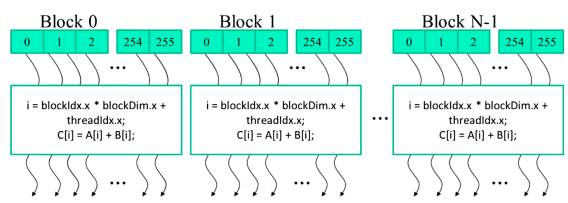 Block 0
0 1 2 254 255
...
i = blockIdx.x * blockDim.x +
threadIdx.x;
C[i] = A[i] + B[i];
...
Block 1
0 1 2 254 255
...
i = blockIdx.x * blockDim.x +
threadIdx.x;
C[i] = A[i] + B[i];
...
...
Block N-1
0 1 2 254 255
...
i = blockIdx.x * blockDim.x +
threadIdx.x;
C[i] = A[i] + B[i];
...